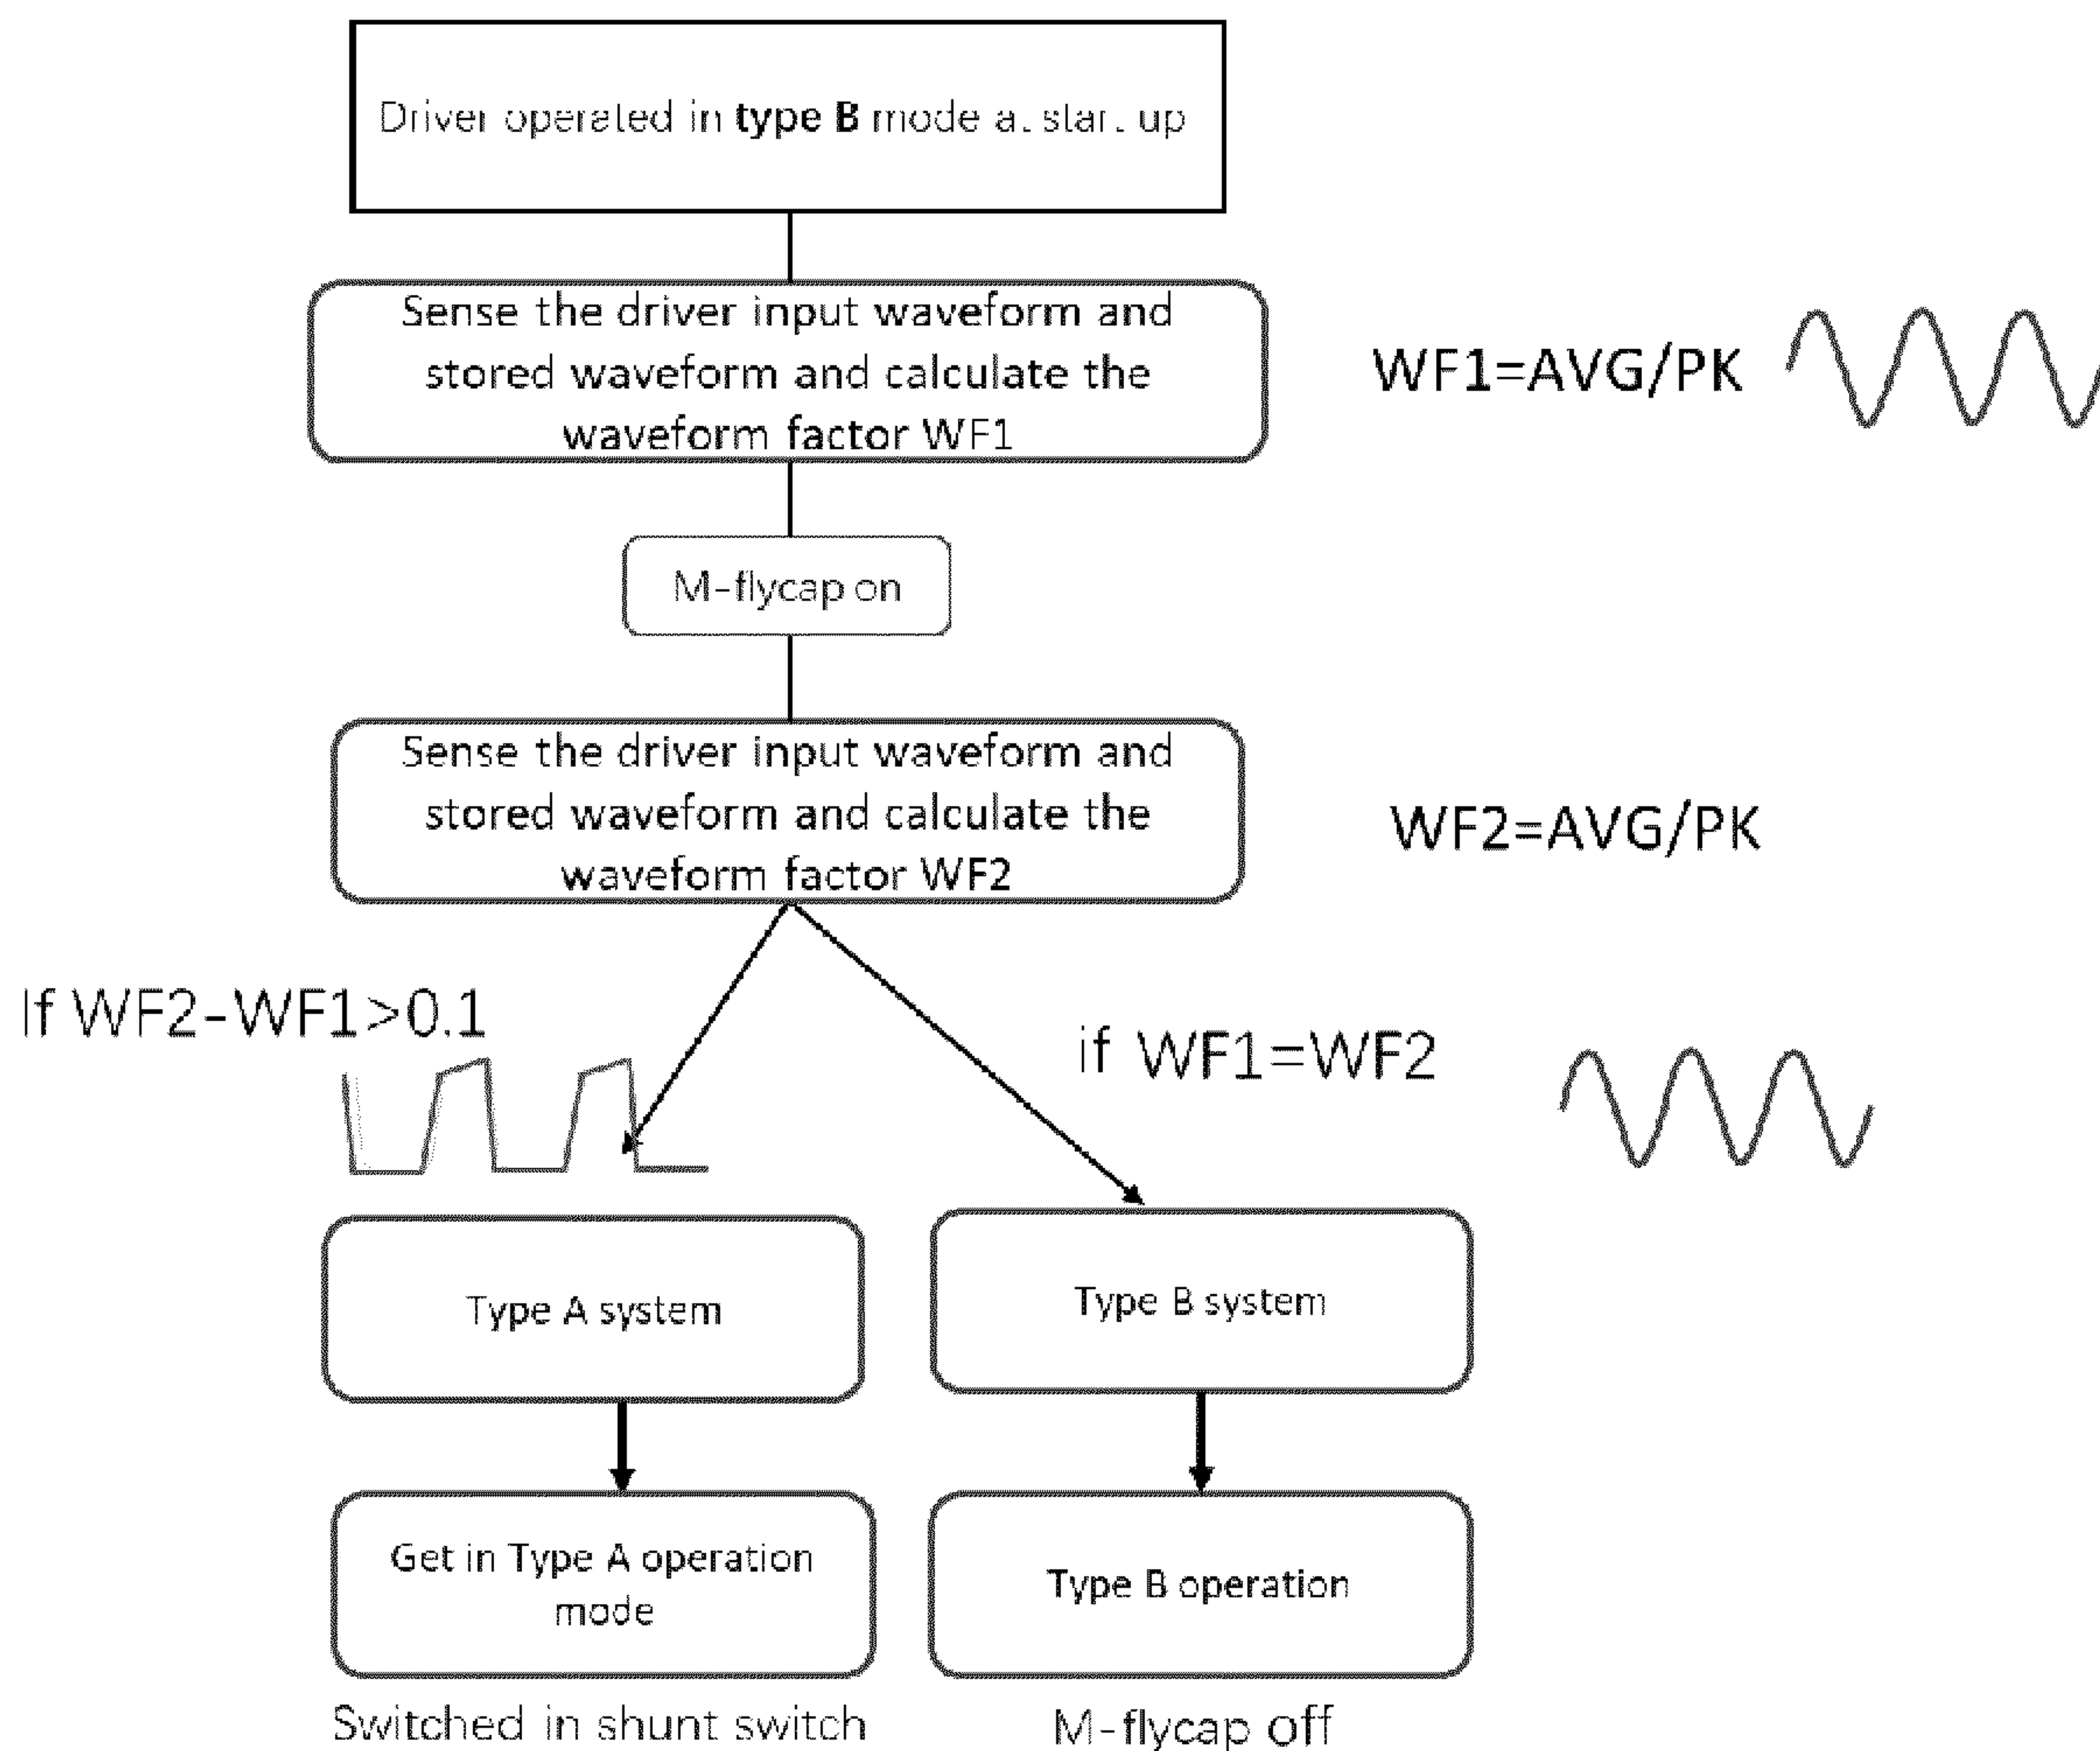 Driver operated in type B mode at start up
Sense the driver input waveform and
stored waveform and calculate the
waveform factor WF1
WF1=AVG/PK
M-flycap on
Sense the driver input waveform and
stored waveform and calculate the
waveform factor WF2
WF2=AVG/PK
If WF2-WF1>0.1
if WF1=WF2
Type A system
Type B system
Get in Type A operation
mode
Type B operation
Switched in shunt switch
M-flycap off